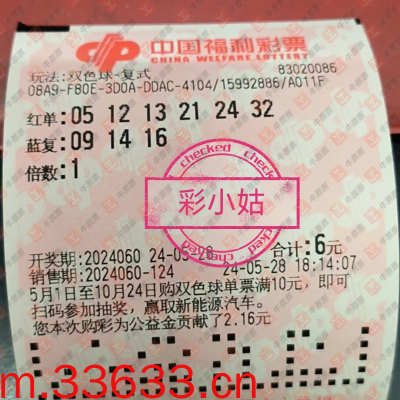 中国福利彩票
CHINA WELFARE LOTTERY
玩法:双色球-复式 83020086
08A9-F80E-3D0A-DDAC-4104/15992886/A011F
红单:05 12 13 21 24 32
蓝复:09 14 16
倍数:1
checked
彩小姑
checked
开奖期:2024060 24-05-28 合计:6元
销售期:2024060-124 24-05-28 18:14:07
5月1日至10月24日购双色球单票满10元,即可
扫码参加抽奖,赢取新能源汽车。
您本次购彩为公益金贡献了2.16元
m.33633.cn